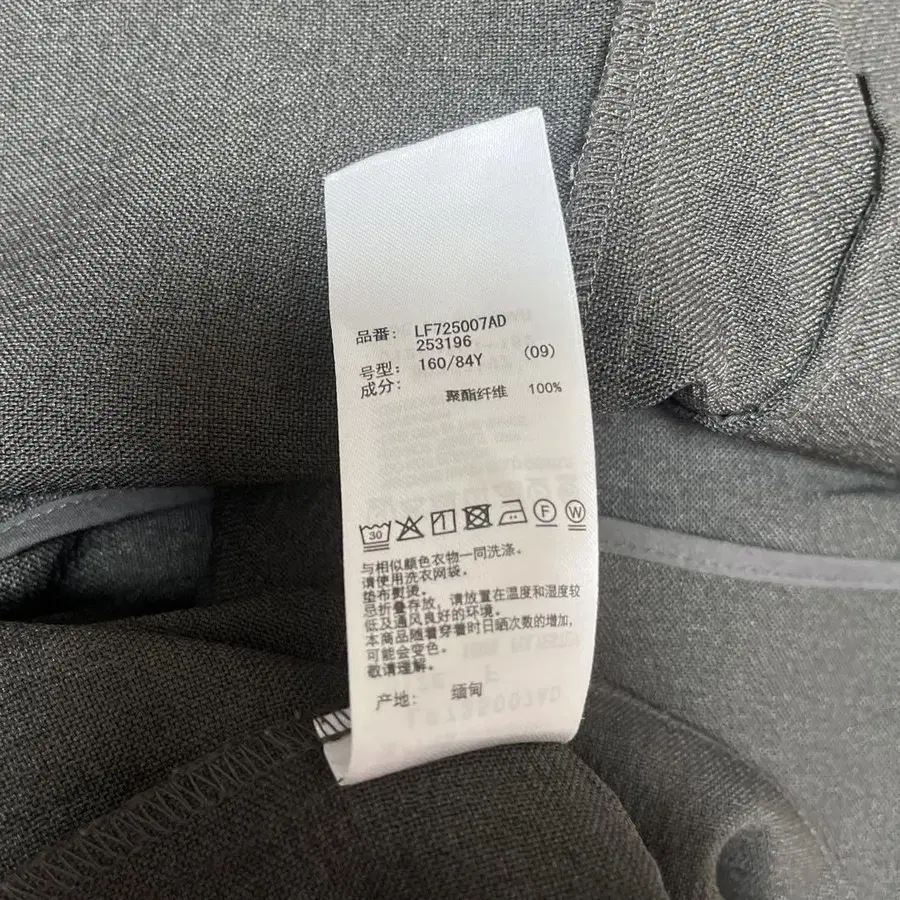 品番: LF725007AD
253196
号型: 160/84Y (09)
成分:
聚酯纤维 100%
30 F W
与相似颜色衣物一同洗涤.
请使用洗衣网袋.
垫布熨烫.
忌折叠存放, 请放置在温度和湿度较
低及通风良好的环境.
本商品随着穿着时日晒次数的增加,
可能会变色.
敬请理解.
产地: 缅甸